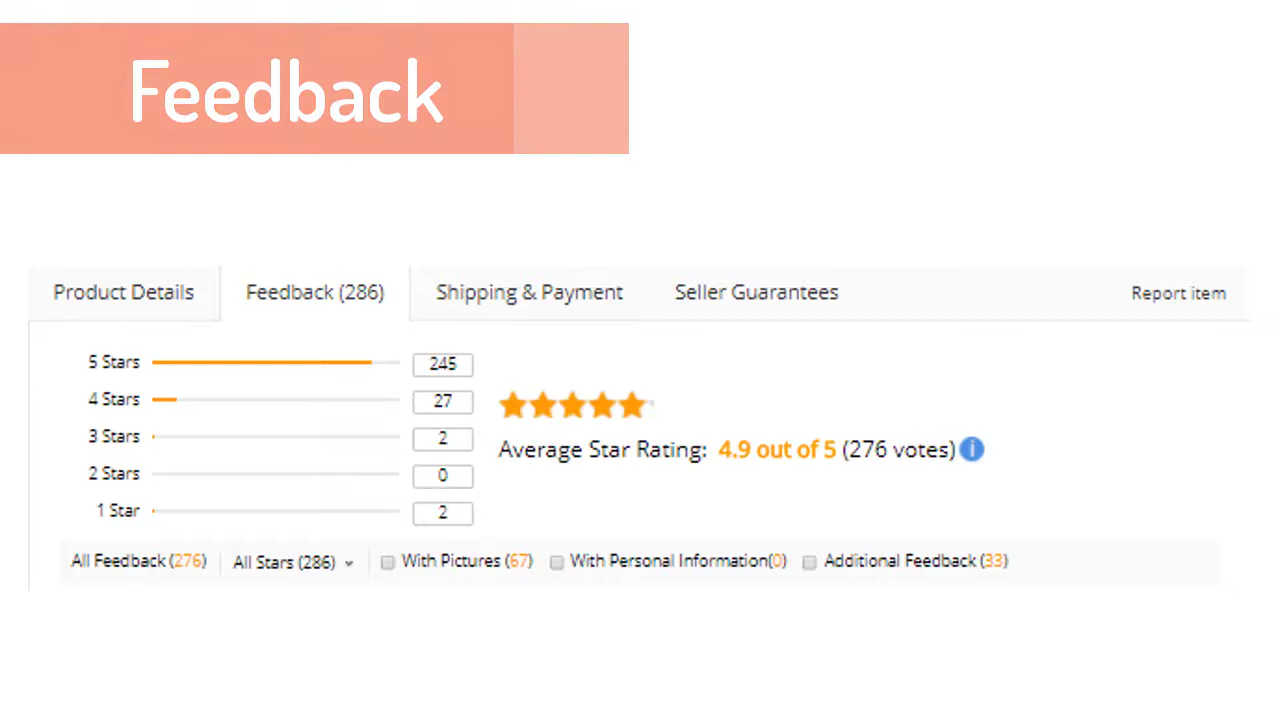 Feedback
Product Details Feedback (286) Shipping & Payment Seller Guarantees Report item
5 Stars 245
4 Stars 27
3 Stars 2
2 Stars 0
1 Star 2
Average Star Rating: 4.9 out of 5 (276 votes) i
All Feedback (276) All Stars (286) With Pictures (67) With Personal Information(0) Additional Feedback (33)